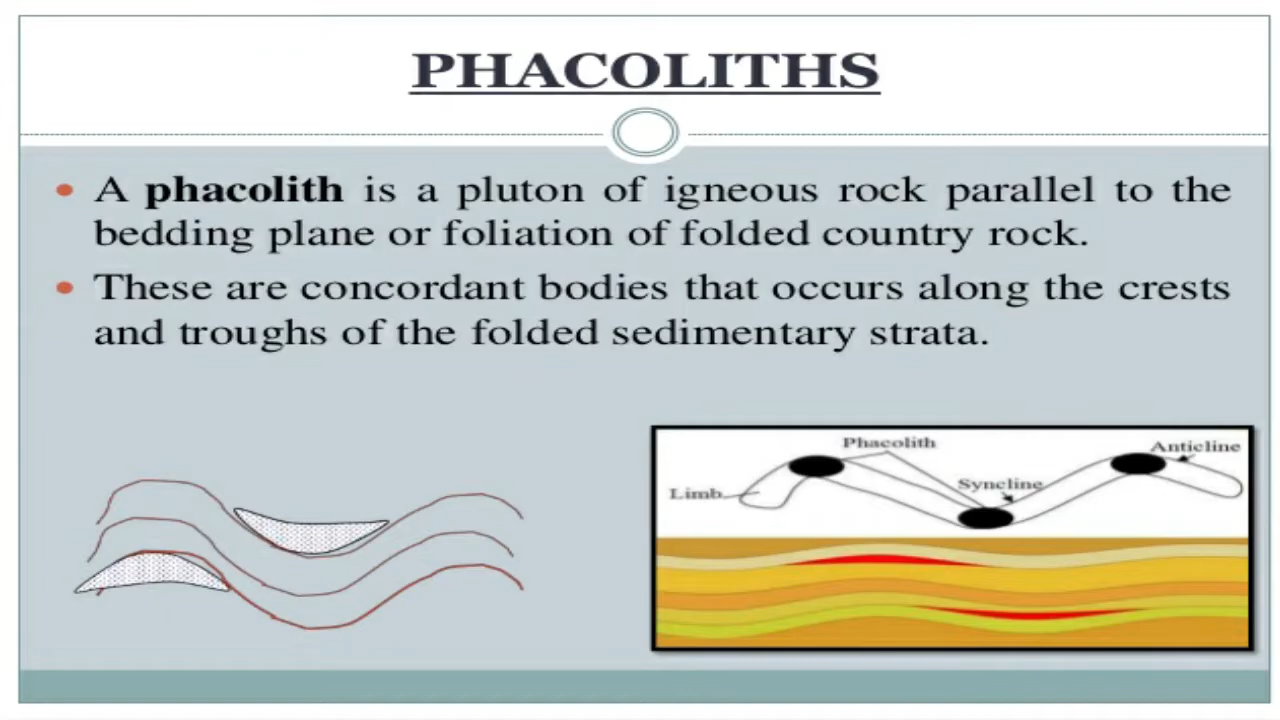 PHACOLITHS
• A phacolith is a pluton of igneous rock parallel to the
bedding plane or foliation of folded country rock.
• These are concordant bodies that occurs along the crests
and troughs of the folded sedimentary strata.
Phacolith
Anticline
Syncline
Limb